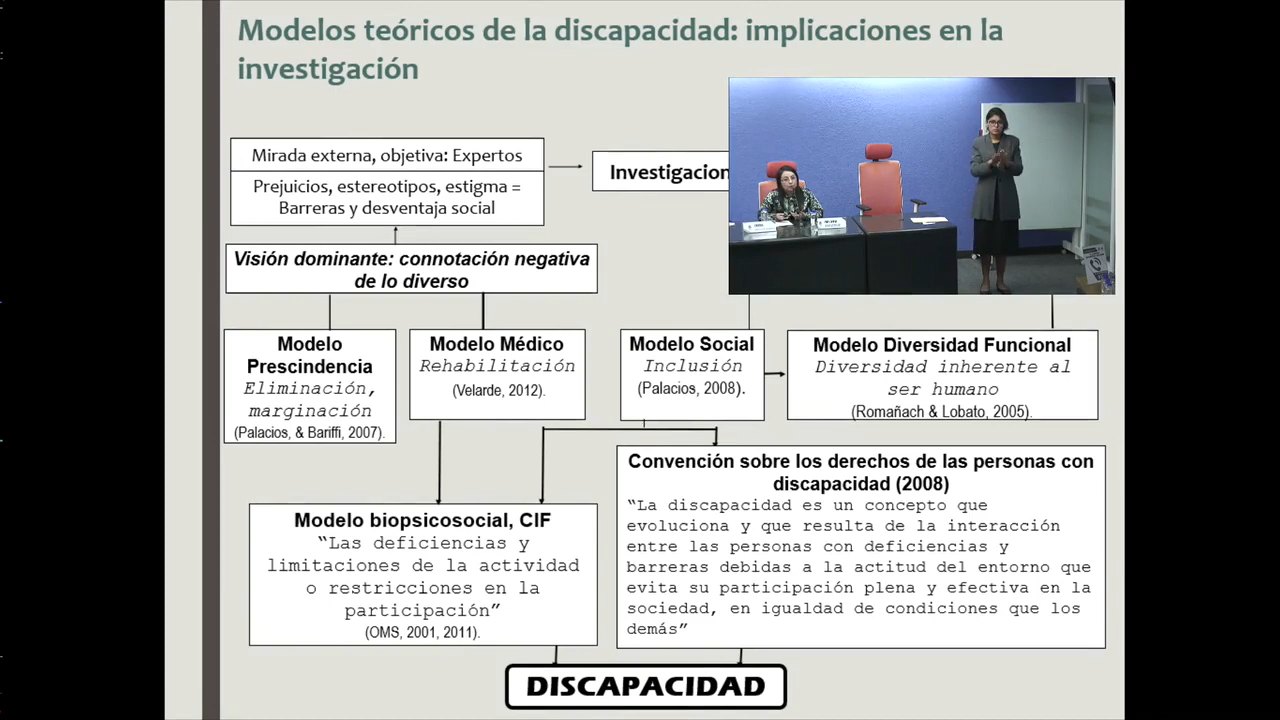 Modelos teóricos de la discapacidad: implicaciones en la
investigación
Mirada externa, objetiva: Expertos
Prejuicios, estereotipos, estigma =
Barreras y desventaja social
Investigacion
Visión dominante: connotación negativa
de lo diverso
Modelo
Prescindencia
Eliminación,
marginación
(Palacios, & Bariffi, 2007).
Modelo Médico
Rehabilitación
(Velarde, 2012).
Modelo Social
Inclusión
(Palacios, 2008).
Modelo Diversidad Funcional
Diversidad inherente al
ser humano
(Romañach & Lobato, 2005).
Modelo biopsicosocial, CIF
“Las deficiencias y
limitaciones de la actividad
o restricciones en la
participación”
(OMS, 2001, 2011).
Convención sobre los derechos de las personas con
discapacidad (2008)
“La discapacidad es un concepto que
evoluciona y que resulta de la interacción
entre las personas con deficiencias y
barreras debidas a la actitud del entorno que
evita su participación plena y efectiva en la
sociedad, en igualdad de condiciones que los
demás”
DISCAPACIDAD